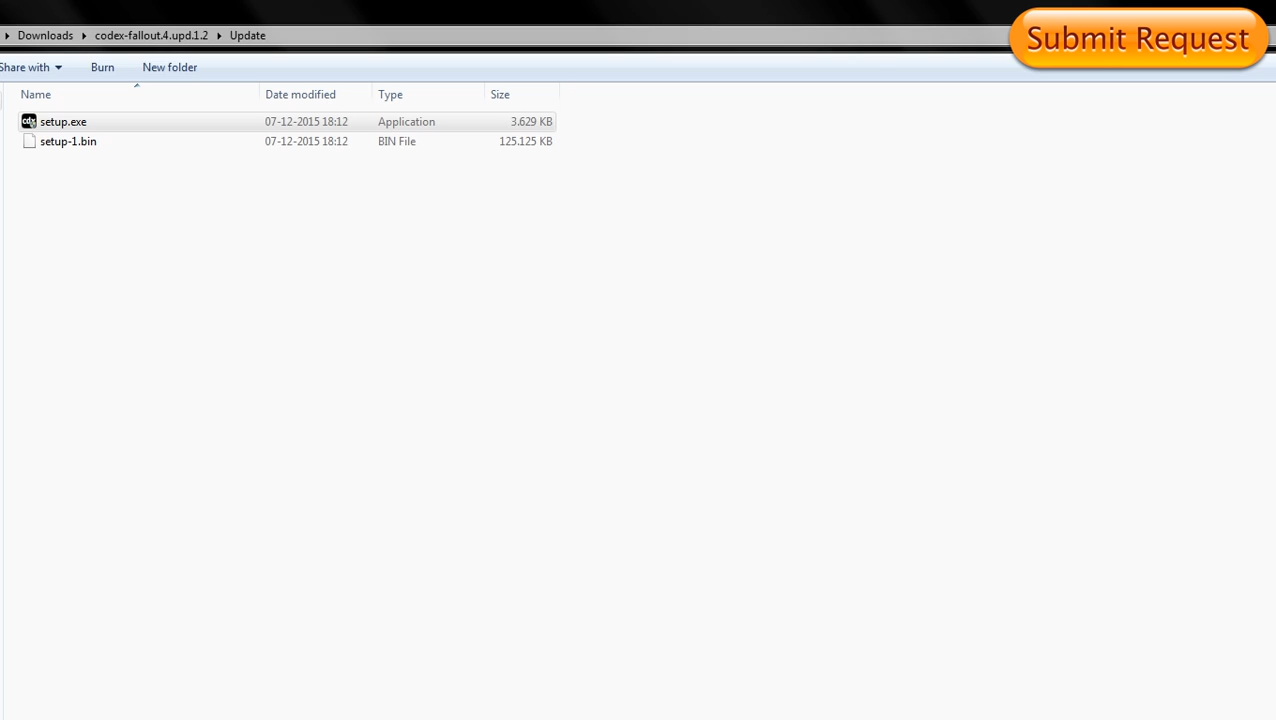 Downloads codex-fallout.4.upd.1.2 Update
Submit Request
Share with Burn New folder
Name Date modified Type Size
cdx setup.exe 07-12-2015 18:12 Application 3.629 KB
setup-1.bin 07-12-2015 18:12 BIN File 125.125 KB